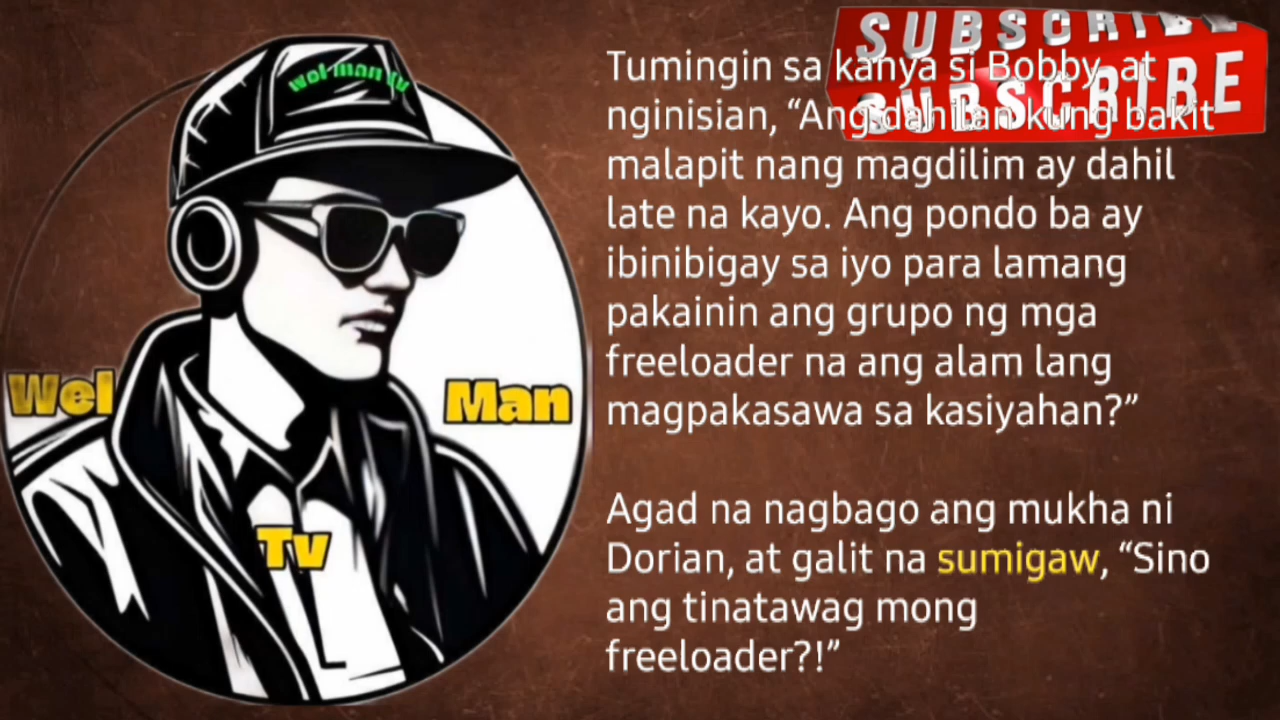 SUBSCRIBE
SUBSCRIBE
wel man tv
Wel
Man
Tv
Tumingin sa kanya si Bobby, at
nginisian, “Ang dahilan kung bakit
malapit nang magdilim ay dahil
late na kayo. Ang pondo ba ay
ibinibigay sa iyo para lamang
pakainin ang grupo ng mga
freeloader na ang alam lang
magpakasawa sa kasiyahan?”
Agad na nagbago ang mukha ni
Dorian, at galit na sumigaw, “Sino
ang tinatawag mong
freeloader?!”